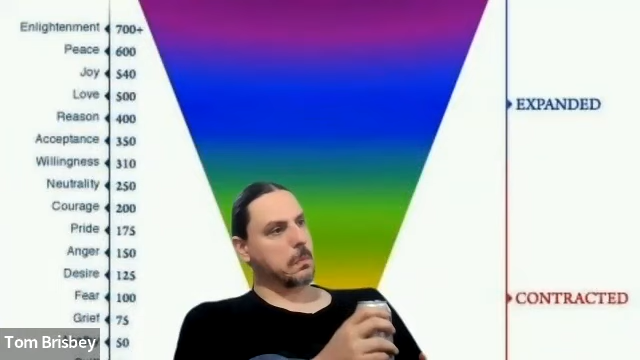 Enlightenment 700+
Peace 600
Joy 540
Love 500
Reason 400
Acceptance 350
Willingness 310
Neutrality 250
Courage 200
Pride 175
Anger 150
Desire 125
Fear 100
Grief 75
50
EXPANDED
CONTRACTED
Tom Brisbey